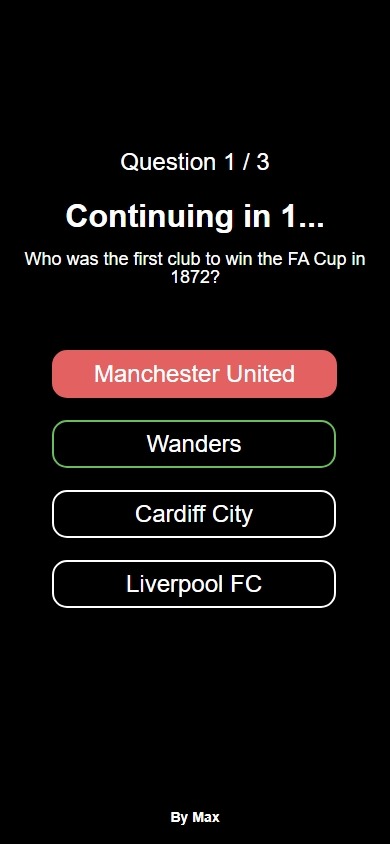 Question 1 / 3
Continuing in 1...
Who was the first club to win the FA Cup in
1872?
Manchester United
Wanders
Cardiff City
Liverpool FC
By Max